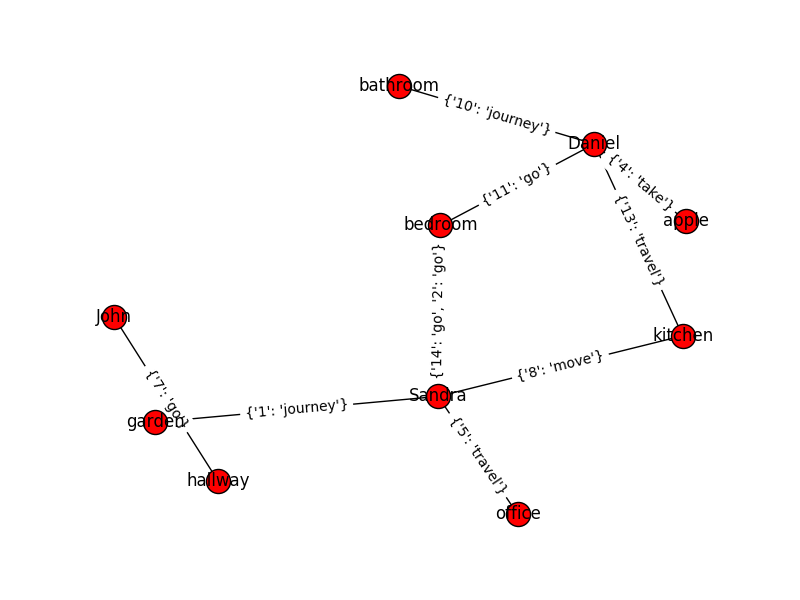 bathroom
{'10': 'journey'}
Daniel
{'4': 'take'}
{'11': 'go'}
{'13': 'travel'}
apple
bedroom
{'14': 'go', '2': 'go'}
John
kitchen
{'8': 'move'}
{'7': 'go'}
Sandra
{'1': 'journey'}
garden
{'5': 'travel'}
hallway
office